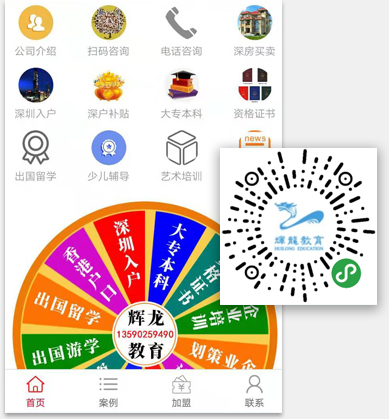 公司介绍
扫码咨询
电话咨询
深房买卖
深圳入户
深户补贴
大专本科
资格证书
news
出国留学
少儿辅导
艺术培训
辉龍教育
HUILONG EDUCATION
香港户口
深圳入户
大专本科
格证书
企业培训
出国留学
出国游学
策划业企
辉龙
13590259490
教育
首页
案例
加盟
联系